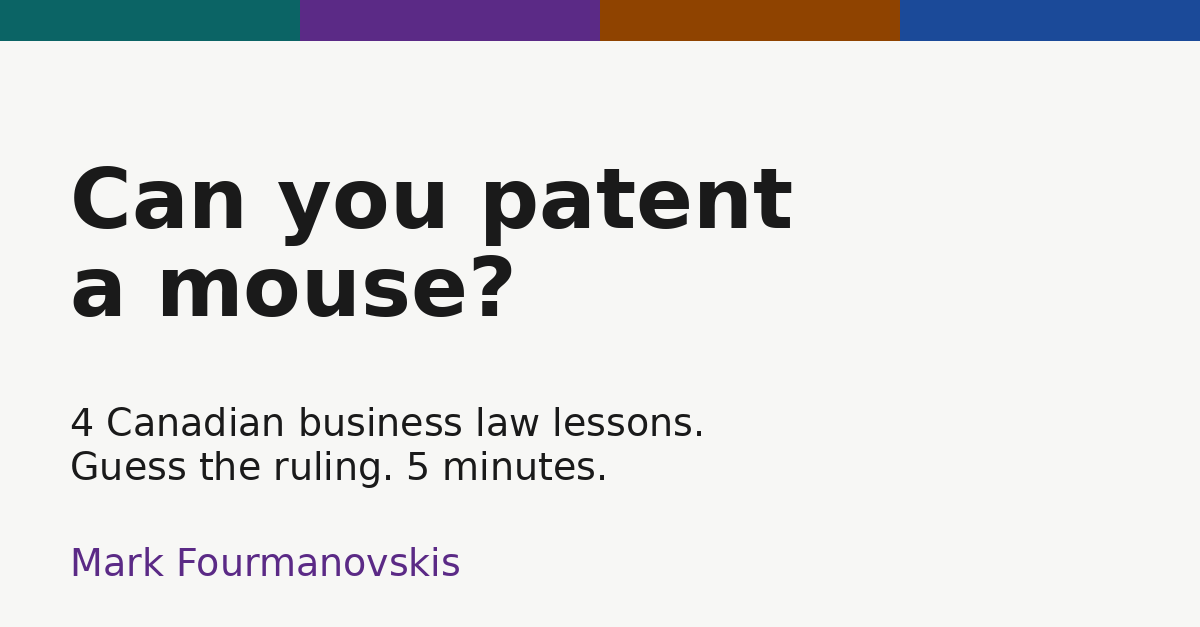 Can you patent
a mouse?
4 Canadian business law lessons.
Guess the ruling. 5 minutes.
Mark Fourmanovskis